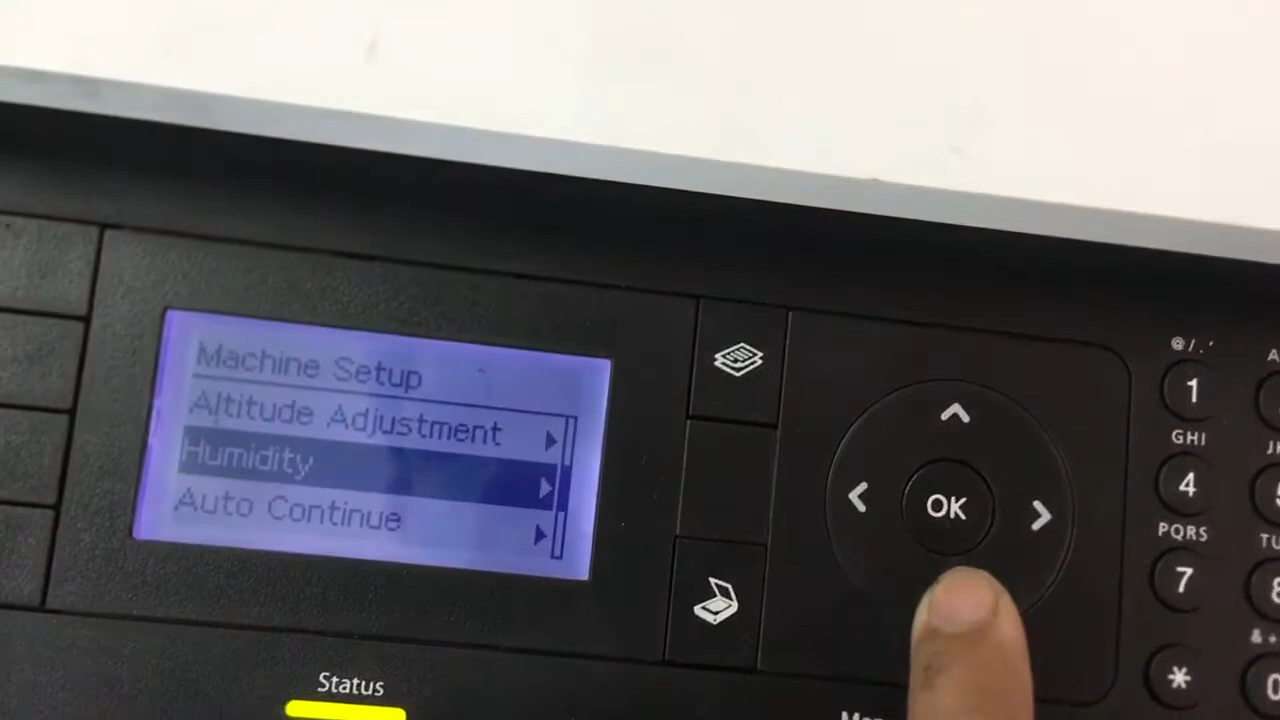 Machine Setup
Altitude Adjustment
Humidity
Auto Continue
Status
OK
@/.'
1
GHI
4
PQRS
7
*